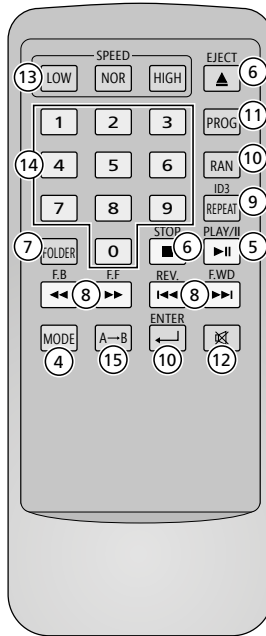 SPEED EJECT
13 LOW NOR HIGH 6
1 2 3 PROG 11
14 4 5 6 RAN 10
ID3
7 8 9 REPEAT 9
7 FOLDER 0 STOP 6 PLAY/II 5
F.B F.F REV. F.WD
8 8
MODE A→B ENTER
4 15 10 12